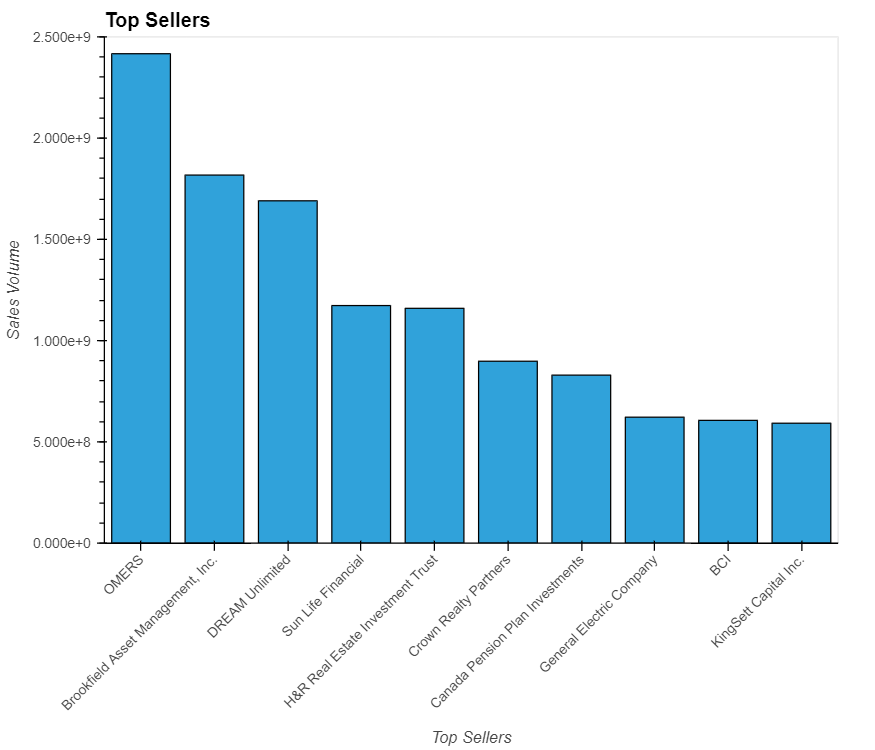 Top Sellers
2.500e+9
2.000e+9
1.500e+9
1.000e+9
5.000e+8
0.000e+0
Sales Volume
OMERS
Brookfield Asset Management, Inc.
DREAM Unlimited
Sun Life Financial
H&R Real Estate Investment Trust
Crown Realty Partners
Canada Pension Plan Investments
General Electric Company
BCI
KingSett Capital Inc.
Top Sellers